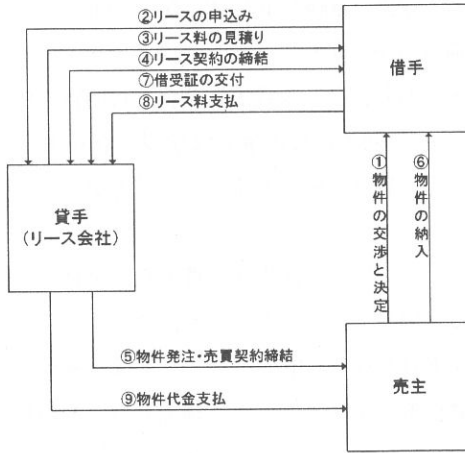 ②リースの申込み
③リース料の見積り
④リース契約の締結
⑦借受証の交付
⑧リース料支払
借手
貸手
(リース会社)
①物件の交渉と決定
⑥物件の納入
⑤物件発注・売買契約締結
⑨物件代金支払
売主